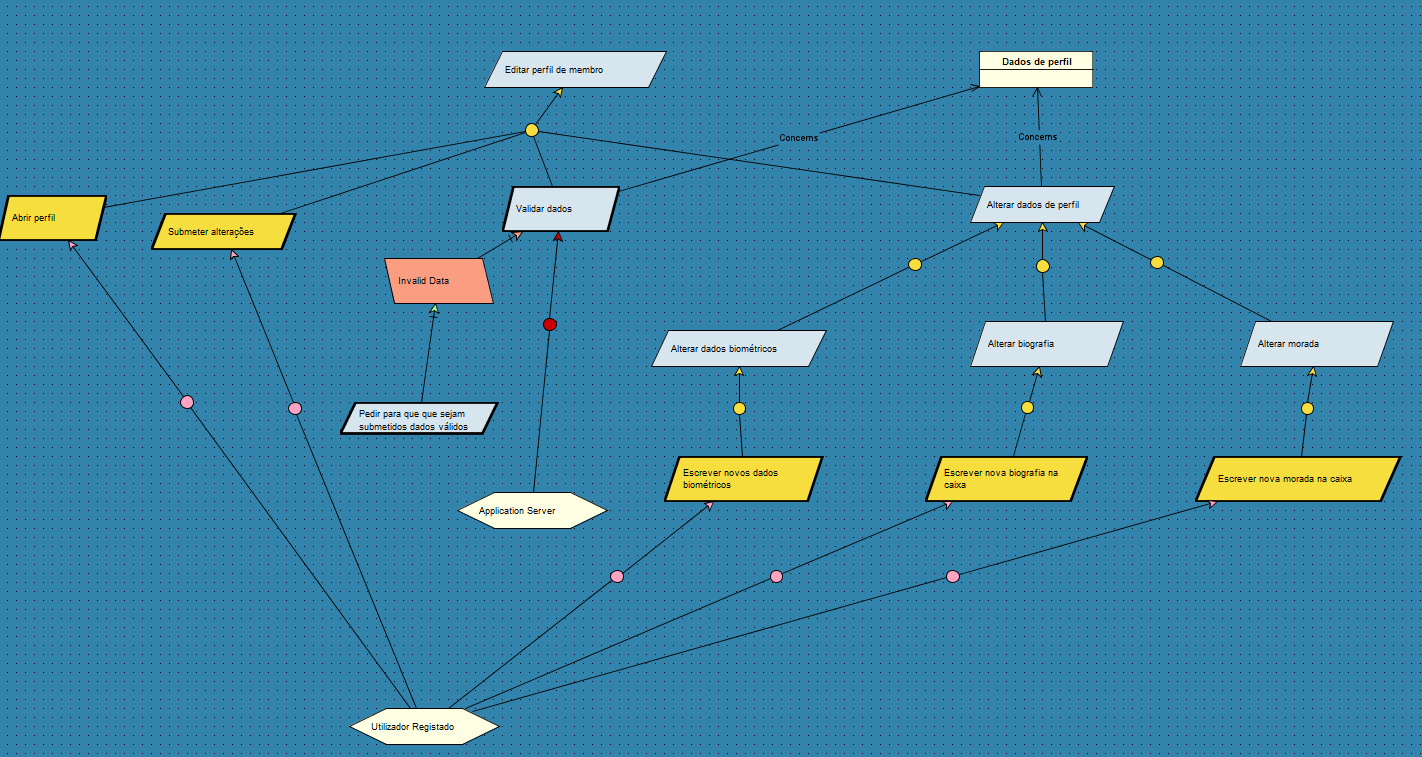 Editar perfil de membro
Dados de perfil
Concerns
Concerns
Abrir perfil
Submeter alterações
Validar dados
Alterar dados de perfil
Invalid Data
Alterar dados biométricos
Alterar biografia
Alterar morada
Pedir para que que sejam
submetidos dados válidos
Escrever novos dados
biométricos
Escrever nova biografia na
caixa
Escrever nova morada na caixa
Application Server
Utilizador Registado